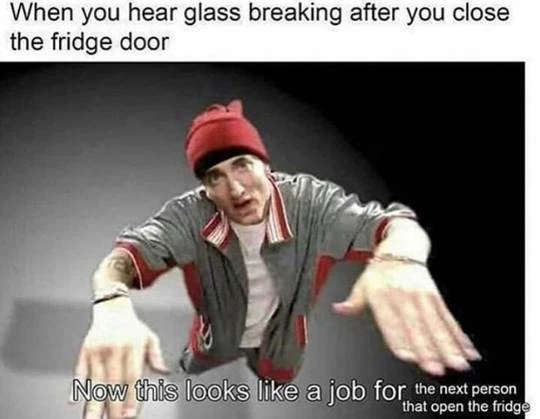 When you hear glass breaking after you close
the fridge door
Now this looks like a job for the next person
that open the fridge